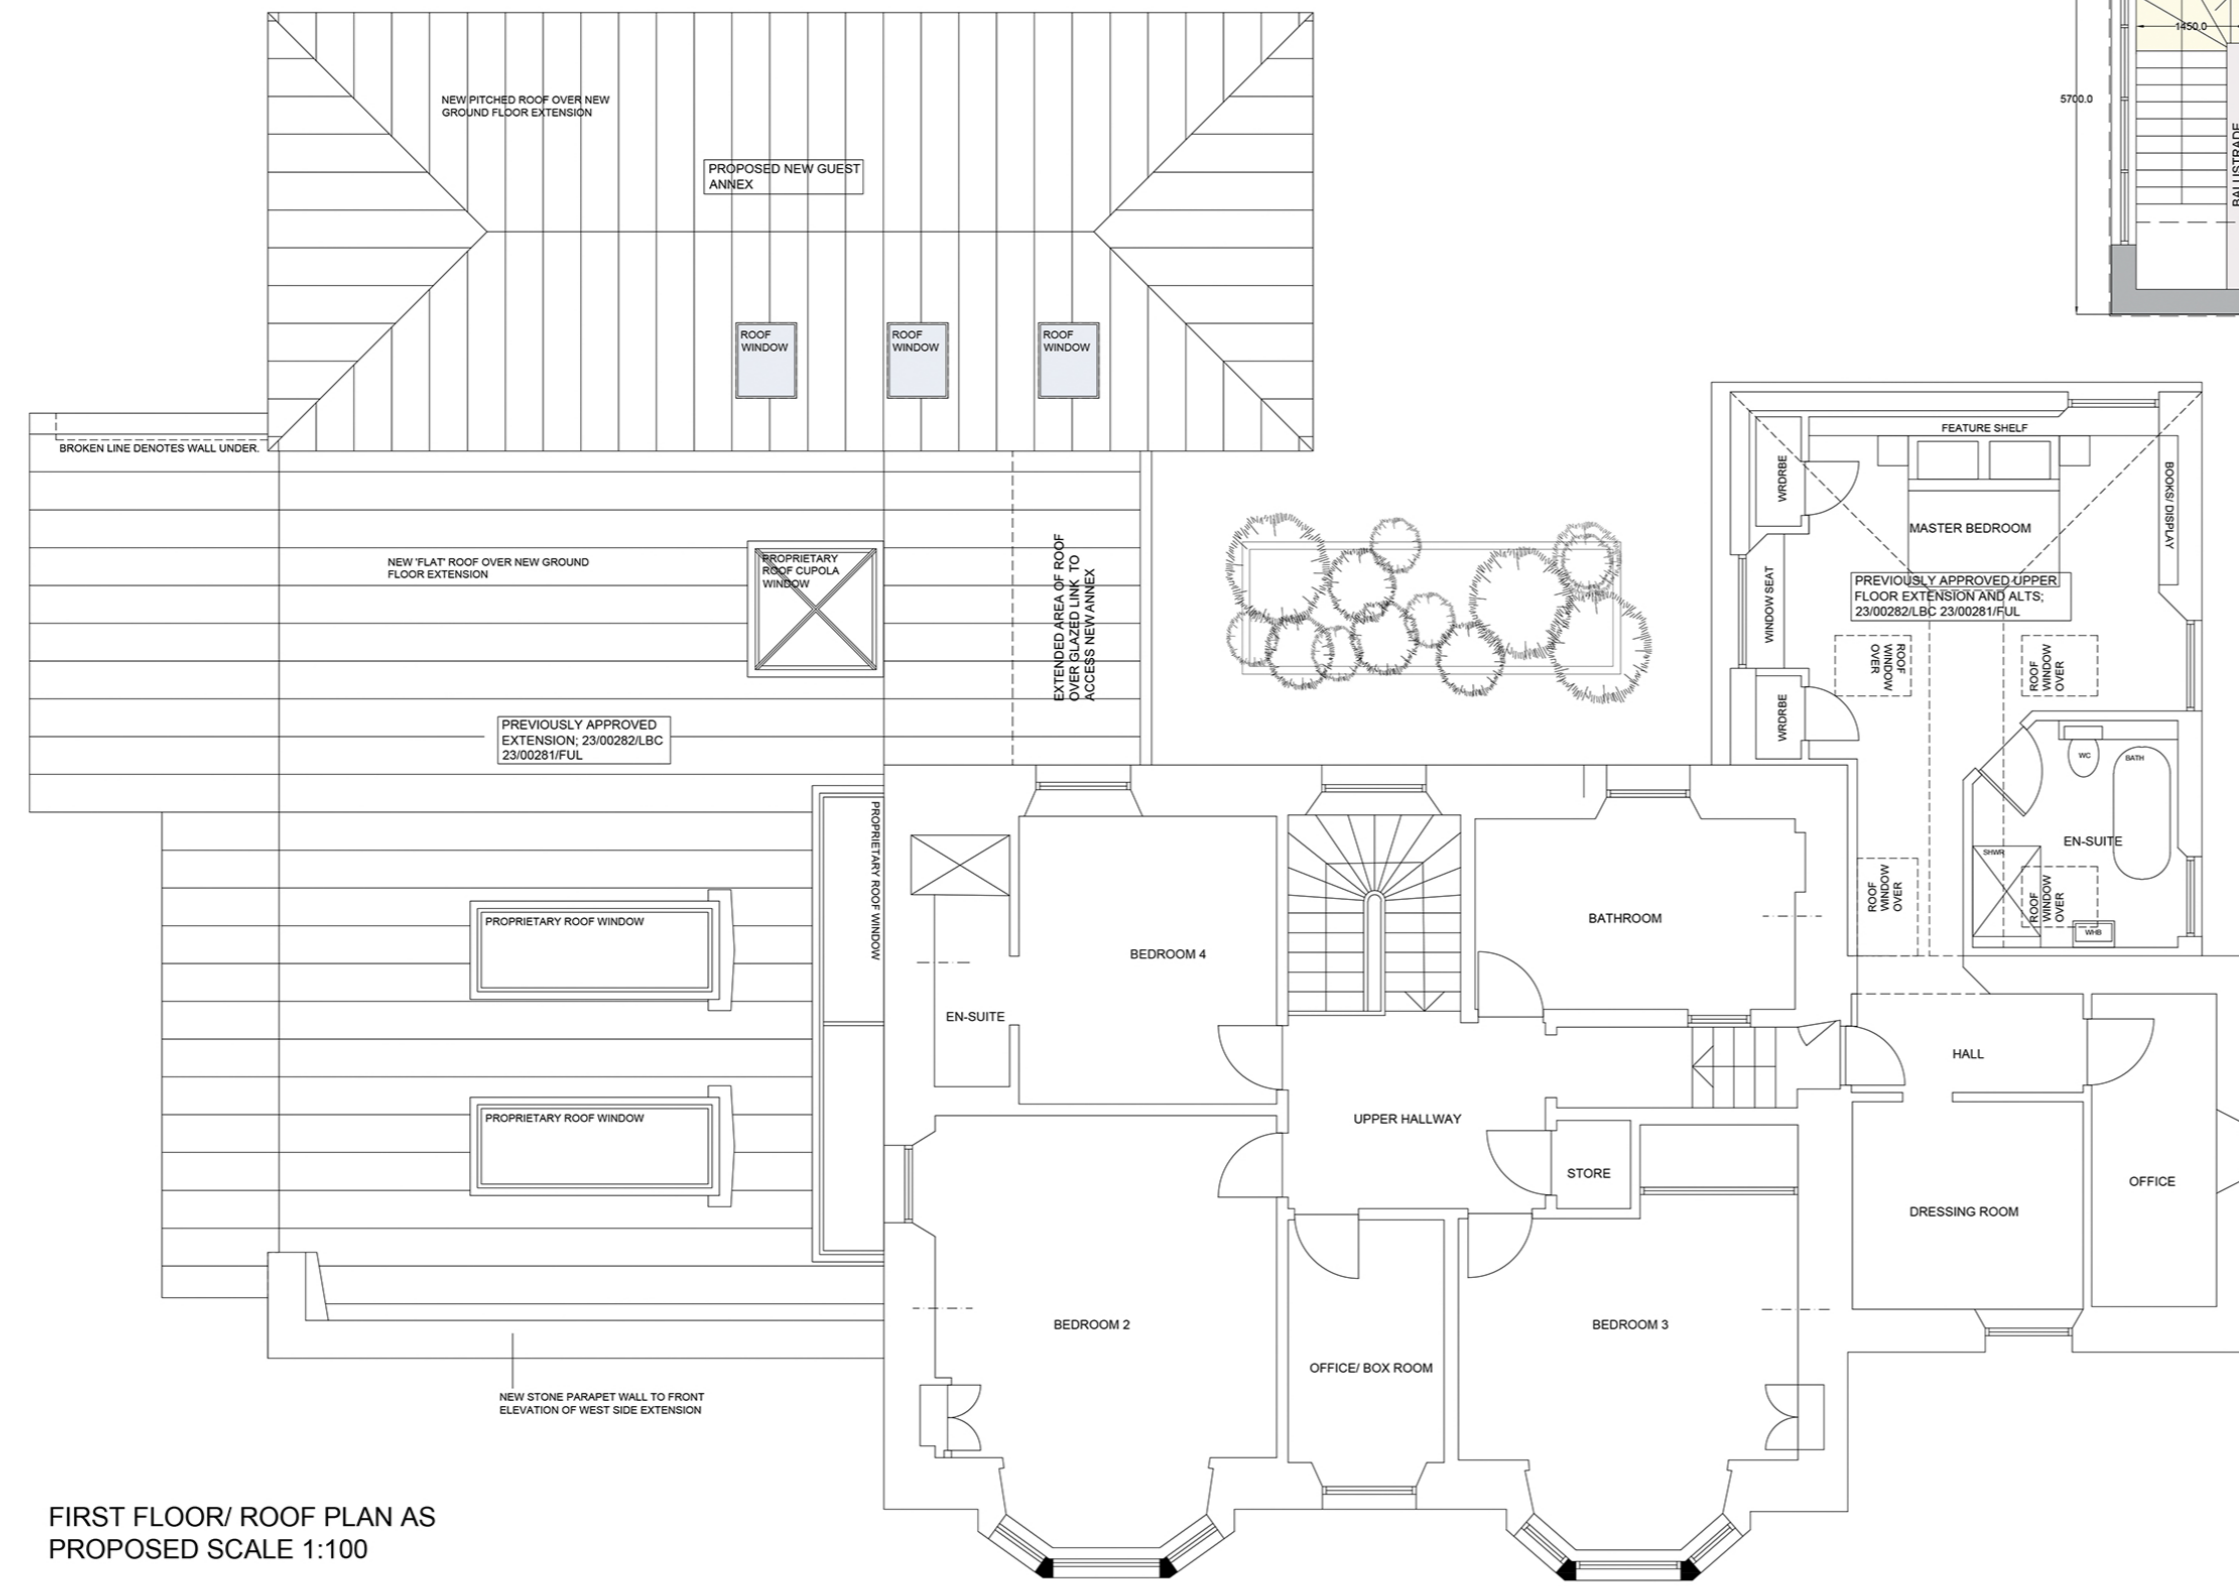 NEW PITCHED ROOF OVER NEW
GROUND FLOOR EXTENSION
PROPOSED NEW GUEST
ANNEX
ROOF
WINDOW
ROOF
WINDOW
ROOF
WINDOW
1450.0
5700.0
BALUSTRADE
BROKEN LINE DENOTES WALL UNDER.
NEW 'FLAT' ROOF OVER NEW GROUND
FLOOR EXTENSION
PROPRIETARY
ROOF CUPOLA
WINDOW
EXTENDED AREA OF ROOF
OVER GLAZED LINK TO
ACCESS NEW ANNEX
PREVIOUSLY APPROVED
EXTENSION; 23/00282/LBC
23/00281/FUL
FEATURE SHELF
WRDRBE
BOOKS/ DISPLAY
MASTER BEDROOM
PREVIOUSLY APPROVED UPPER
FLOOR EXTENSION AND ALTS;
23/00282/LBC 23/00281/FUL
WINDOW SEAT
ROOF
WINDOW
OVER
ROOF
WINDOW
OVER
WRDRBE
WC
BATH
EN-SUITE
SHWR
ROOF
WINDOW
OVER
ROOF
WINDOW
OVER
WHB
PROPRIETARY ROOF WINDOW
PROPRIETARY ROOF WINDOW
PROPRIETARY ROOF WINDOW
BEDROOM 4
EN-SUITE
BATHROOM
HALL
UPPER HALLWAY
STORE
OFFICE
DRESSING ROOM
BEDROOM 2
OFFICE/ BOX ROOM
BEDROOM 3
NEW STONE PARAPET WALL TO FRONT
ELEVATION OF WEST SIDE EXTENSION
FIRST FLOOR/ ROOF PLAN AS
PROPOSED SCALE 1:100